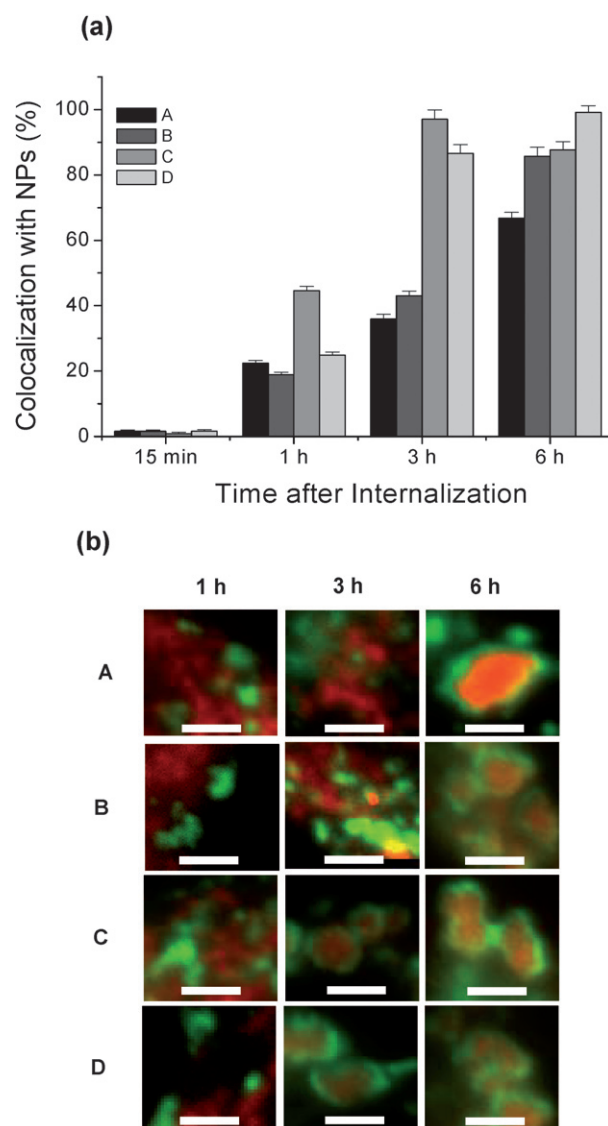 (a)
Colocalization with NPs (%)
100
80
60
40
20
0
A
B
C
D
15 min 1 h 3 h 6 h
Time after Internalization
(b)
1 h 3 h 6 h
A
B
C
D